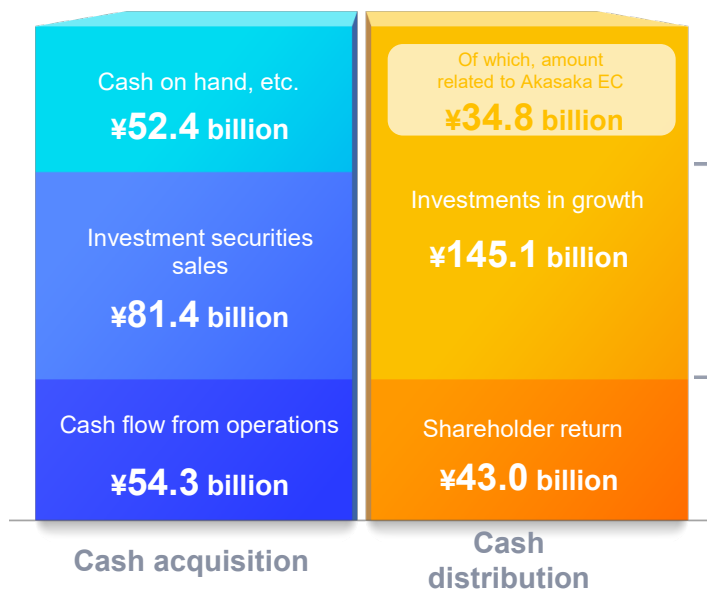 Cash on hand, etc.
¥52.4 billion
Investment securities
sales
¥81.4 billion
Cash flow from operations
¥54.3 billion
Cash acquisition
Of which, amount
related to Akasaka EC
¥34.8 billion
Investments in growth
¥145.1 billion
Shareholder return
¥43.0 billion
Cash
distribution